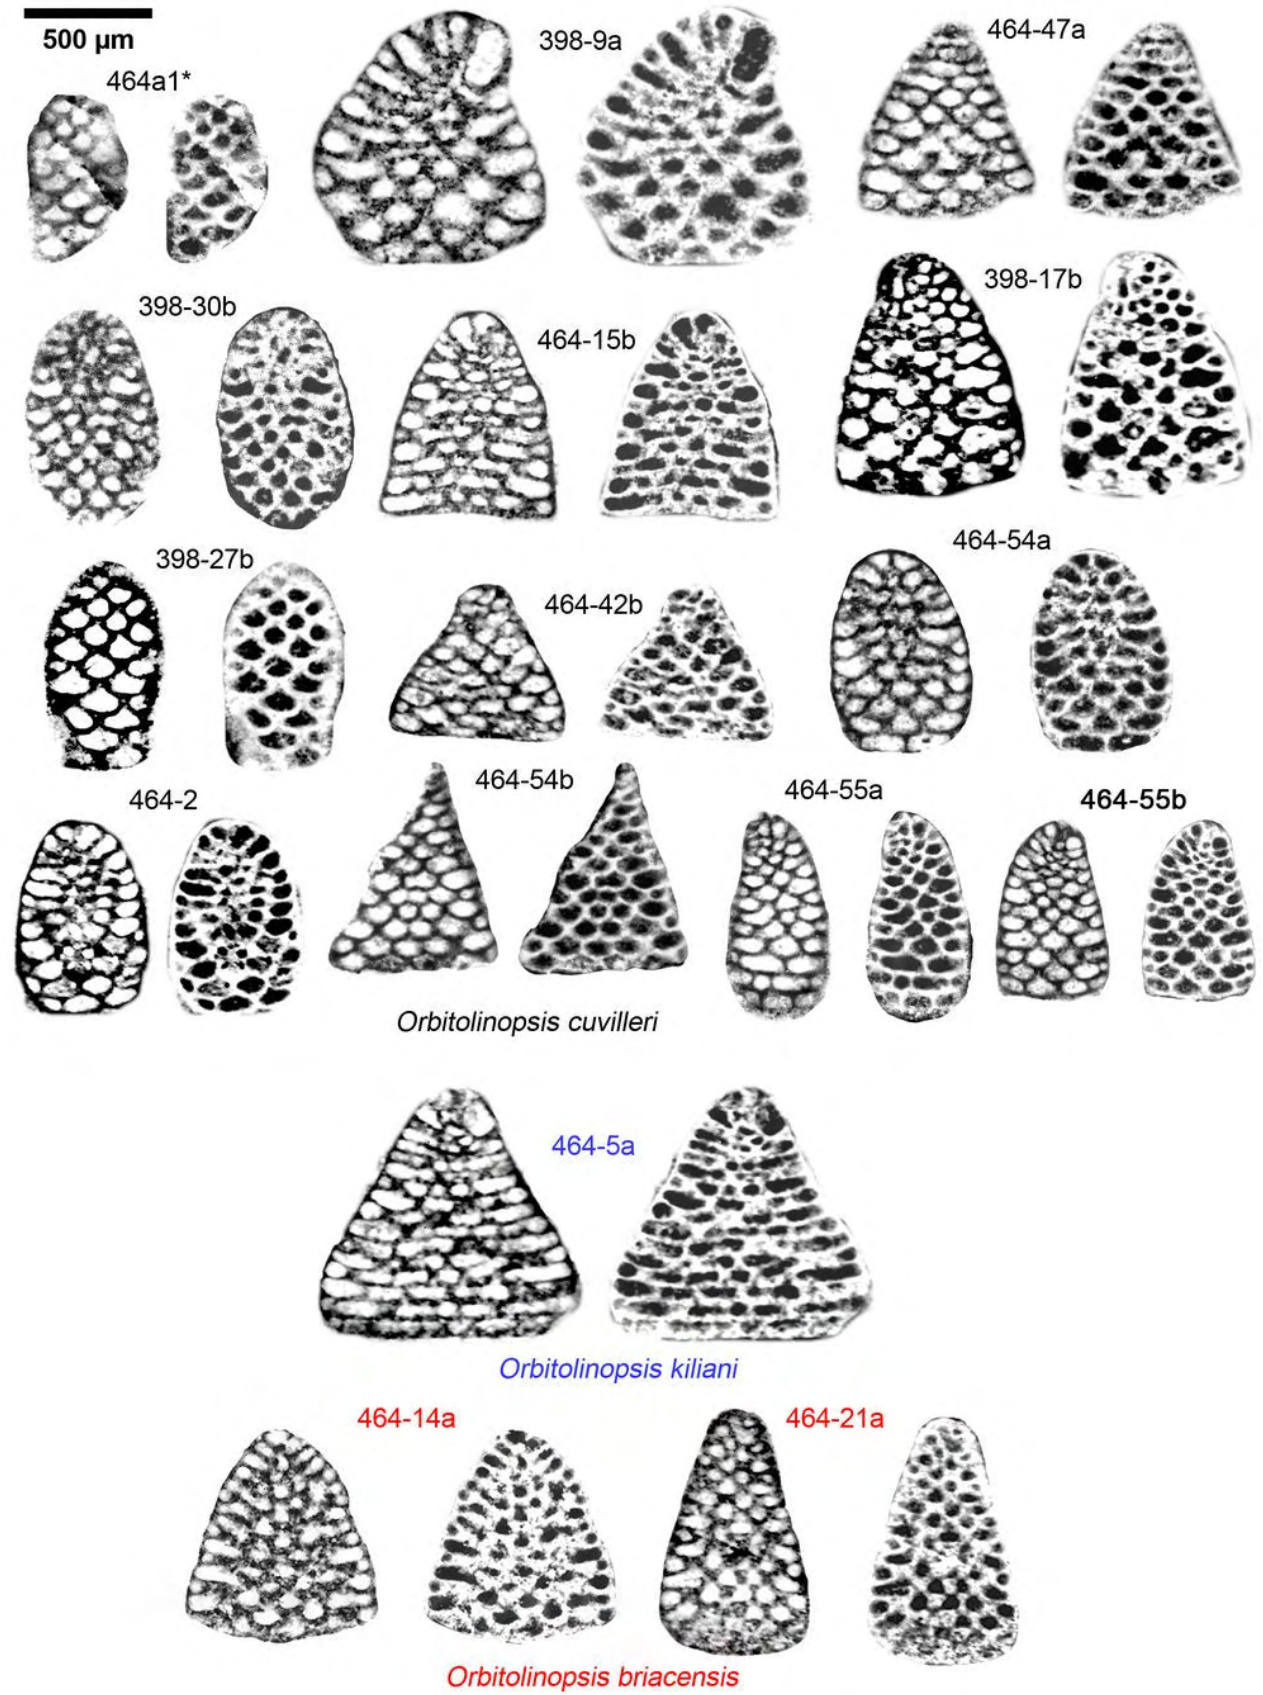 500 µm
464a1*
398-9a
464-47a
398-30b
464-15b
398-17b
398-27b
464-42b
464-54a
464-2
464-54b
464-55a
464-55b
Orbitolinopsis cuvilleri
464-5a
Orbitolinopsis kiliani
464-14a
464-21a
Orbitolinopsis briacensis